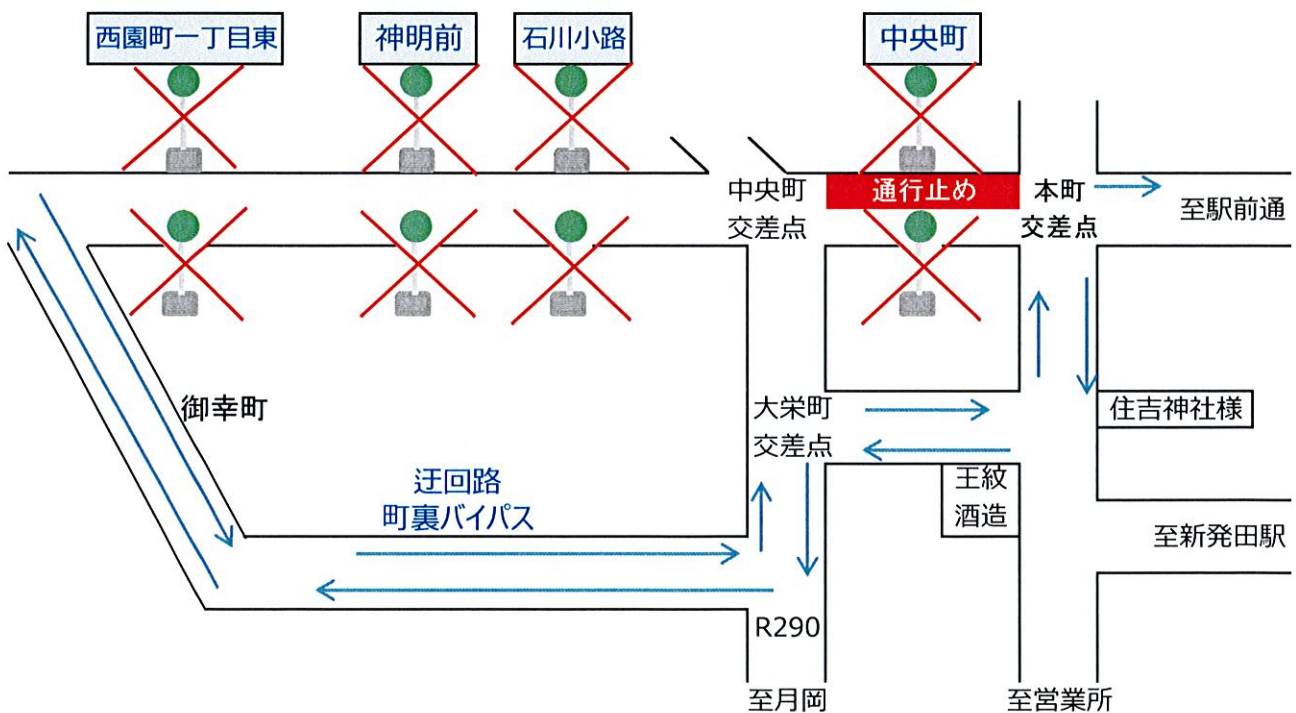 西園町一丁目東
神明前
石川小路
中央町
中央町
交差点
通行止め
本町
交差点
至駅前通
御幸町
大栄町
交差点
住吉神社様
迂回路
町裏バイパス
王紋
酒造
至新発田駅
R290
至月岡
至営業所